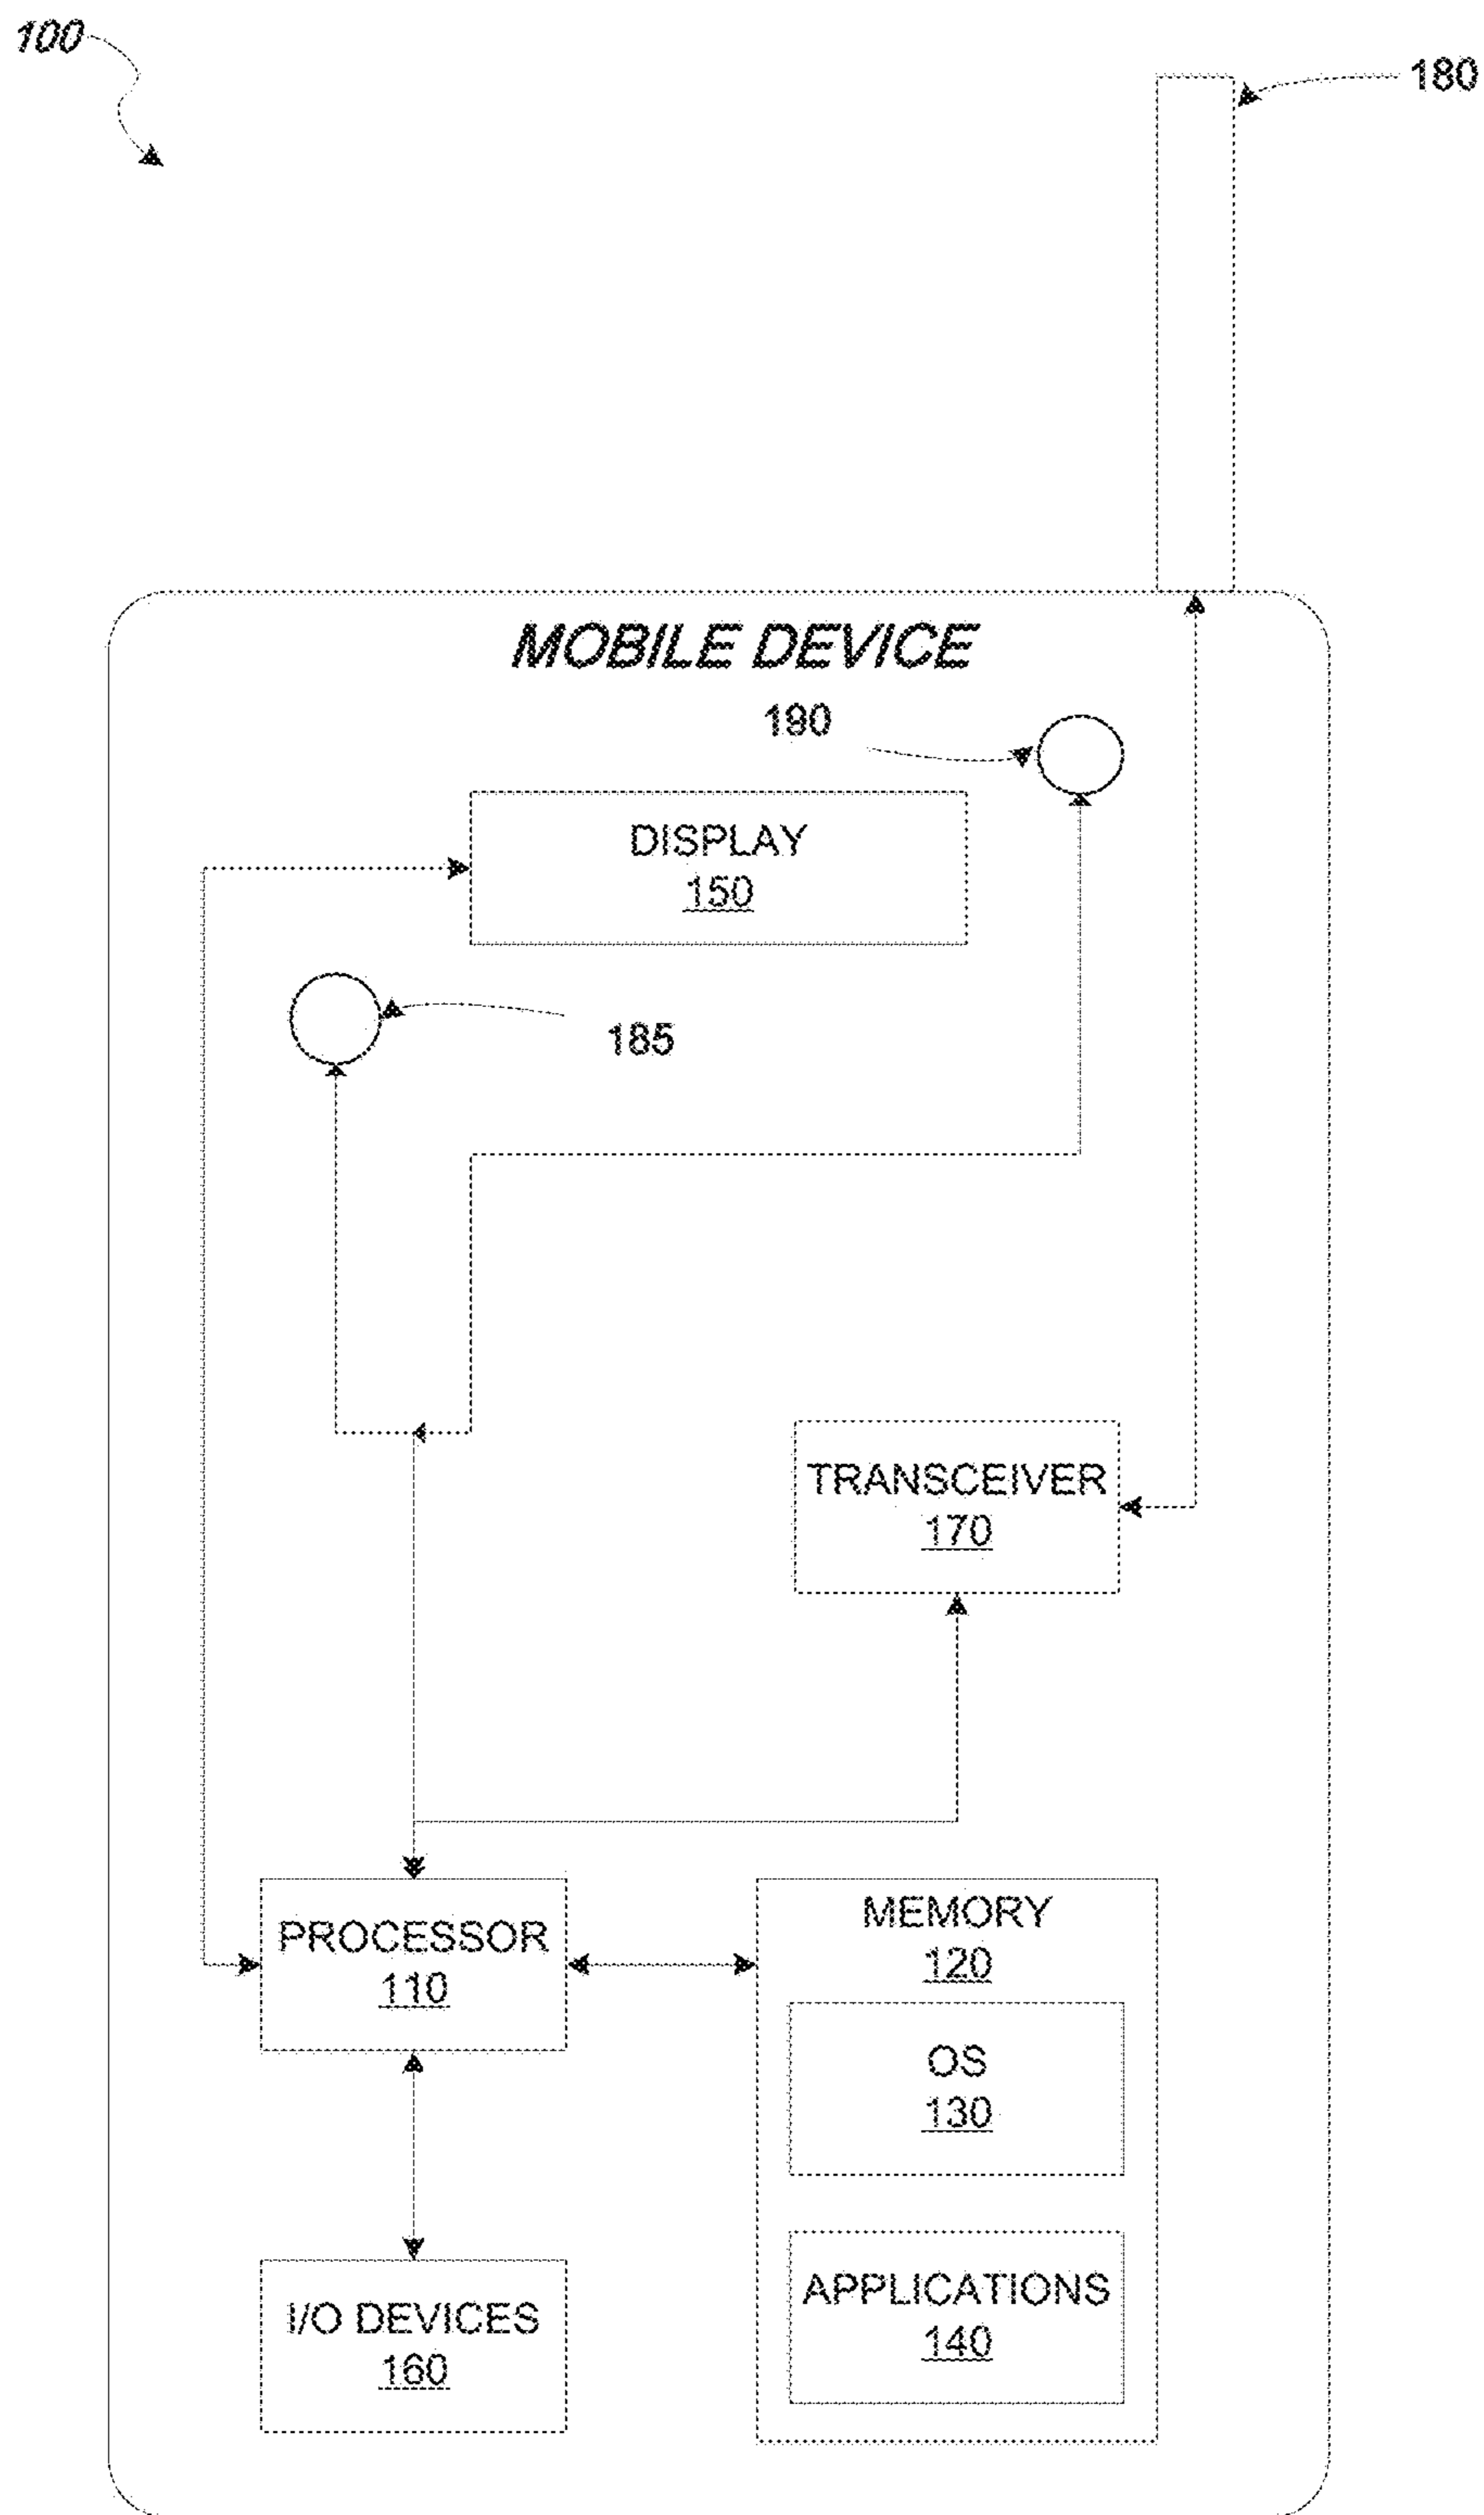 100
180
MOBILE DEVICE
190
DISPLAY
150
185
TRANSCEIVER
170
PROCESSOR
110
MEMORY
120
OS
130
I/O DEVICES
160
APPLICATIONS
140